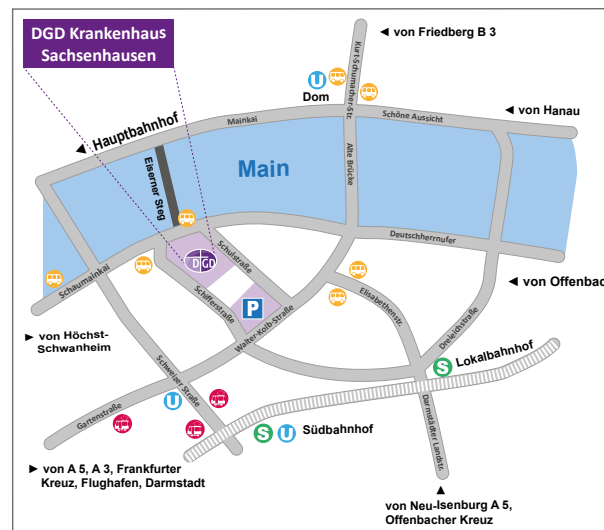 DGD Krankenhaus
Sachsenhausen
von Friedberg B 3
Kurt-Schumacher-Str.
U
Dom
von Hanau
Hauptbahnhof
Mainkai
Schöne Aussicht
Eiserner Steg
Main
Alte Brücke
Deutschherrnufer
Schulstraße
DGD
von Offenbac
Schaumainkai
Schifferstraße
P
Elisabethenstr.
Walter-Kolb-Straße
Dreieichstraße
von Höchst-
Schwanheim
Lokalbahnhof
S
Schweizer Straße
U
Gartenstraße
Darmstädter Landstr.
S U Südbahnhof
von A 5, A 3, Frankfurter
Kreuz, Flughafen, Darmstadt
von Neu-Isenburg A 5,
Offenbacher Kreuz